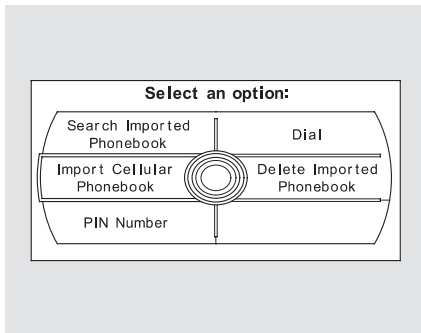 Select an option:
Search Imported
Phonebook
Dial
Import Cellular
Phonebook
Delete Imported
Phonebook
PIN Number